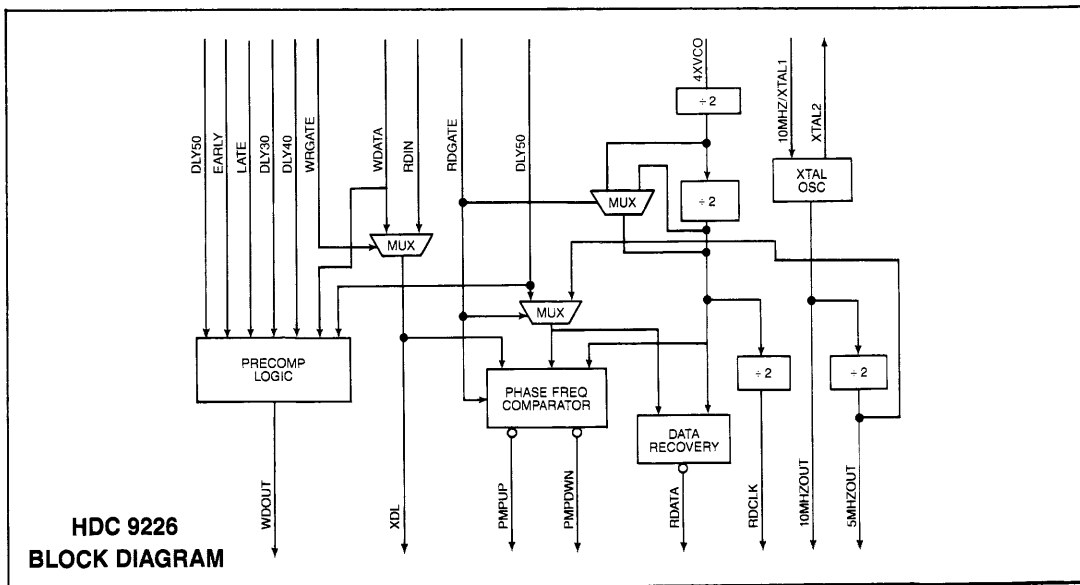 DLY50
EARLY
LATE
DLY30
DLY40
WRGATE
WDATA
RDIN
RDGATE
DLY50
4XVCO
10MHZ/XTAL1
XTAL2
÷ 2
XTAL
OSC
MUX
÷ 2
MUX
MUX
PRECOMP
LOGIC
PHASE FREQ
COMPARATOR
÷ 2
÷ 2
DATA
RECOVERY
WDOUT
XDL
PMPUP
PMPDWN
RDATA
RDCLK
10MHZOUT
5MHZOUT
HDC 9226
BLOCK DIAGRAM